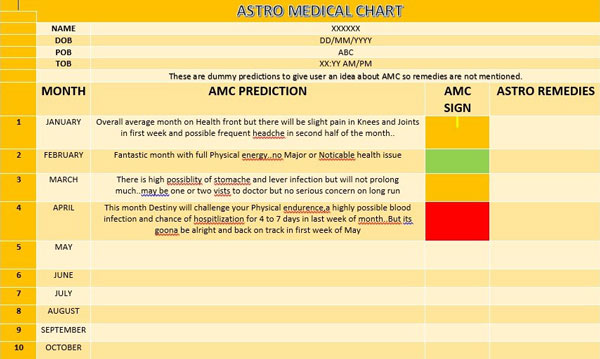 ASTRO MEDICAL CHART
NAME XXXXXX
DOB DD/MM/YYYY
POB ABC
TOB XX:YY AM/PM
These are dummy predictions to give user an idea about AMC so remedies are not mentioned.
MONTH AMC PREDICTION AMC SIGN ASTRO REMEDIES
1 JANUARY Overall average month on Health front but there will be slight pain in Knees and Joints
in first week and possible frequent headche in second half of the month..
2 FEBRUARY Fantastic month with full Physical energy..no Major or Noticable health issue
3 MARCH There is high possiblity of stomache and lever infection but will not prolong
much..may be one or two vists to doctor but no serious concern on long run
4 APRIL This month Destiny will challenge your Physical endurence,a highly possible blood
infection and chance of hospitlization for 4 to 7 days in last week of month..But its
goona be alright and back on track in first week of May
5 MAY
6 JUNE
7 JULY
8 AUGUST
9 SEPTEMBER
10 OCTOBER